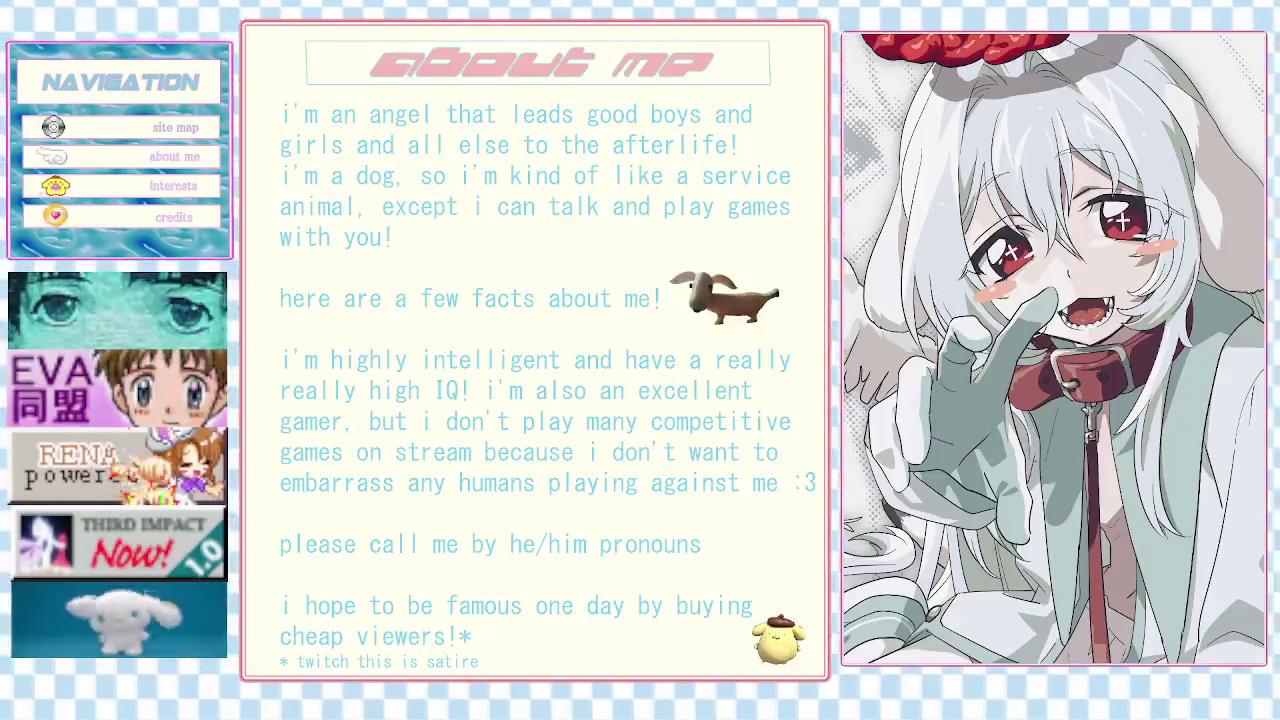 NAVIGATION
site map
about me
interests
credits
EVA
同盟
RENA
powered
THIRD IMPACT
Now!
1.0
ABOUT ME
i'm an angel that leads good boys and
girls and all else to the afterlife!
i'm a dog, so i'm kind of like a service
animal, except i can talk and play games
with you!
here are a few facts about me!
i'm highly intelligent and have a really
really high IQ! i'm also an excellent
gamer, but i don't play many competitive
games on stream because i don't want to
embarrass any humans playing against me :3
please call me by he/him pronouns
i hope to be famous one day by buying
cheap viewers!*
* twitch this is satire